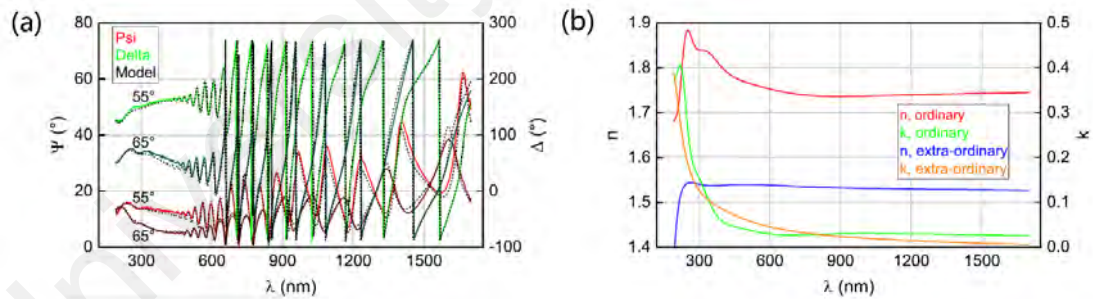 (a)
80
60
40
20
0
Ψ (°)
Psi
Delta
Model
55°
65°
55°
65°
300
200
100
0
-100
Δ (°)
300 600 900 1200 1500
λ (nm)
(b)
1.9
1.8
1.7
1.6
1.5
1.4
n
n, ordinary
k, ordinary
n, extra-ordinary
k, extra-ordinary
0.5
0.4
0.3
0.2
0.1
0.0
k
300 600 900 1200 1500
λ (nm)